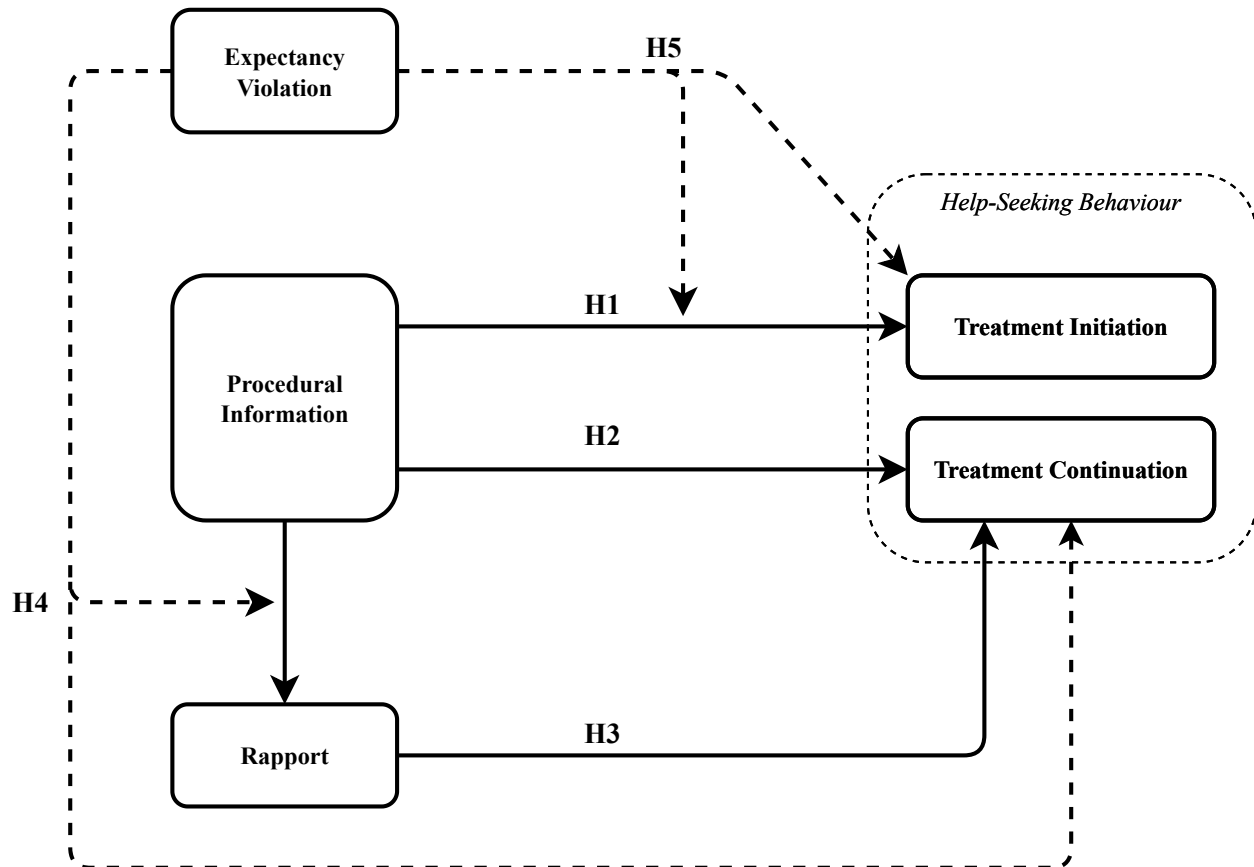 Expectancy
Violation
H5
Help-Seeking Behaviour
H1
Treatment Initiation
Procedural
Information
H2
Treatment Continuation
H4
Rapport
H3